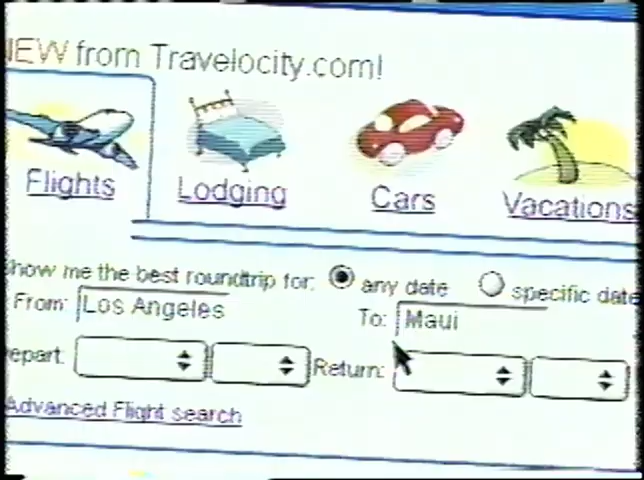 NEW from Travelocity.com!
Flights Lodging Cars Vacations
Show me the best roundtrip for: any date specific date
From: Los Angeles To: Maui
Depart: Return:
Advanced Flight search